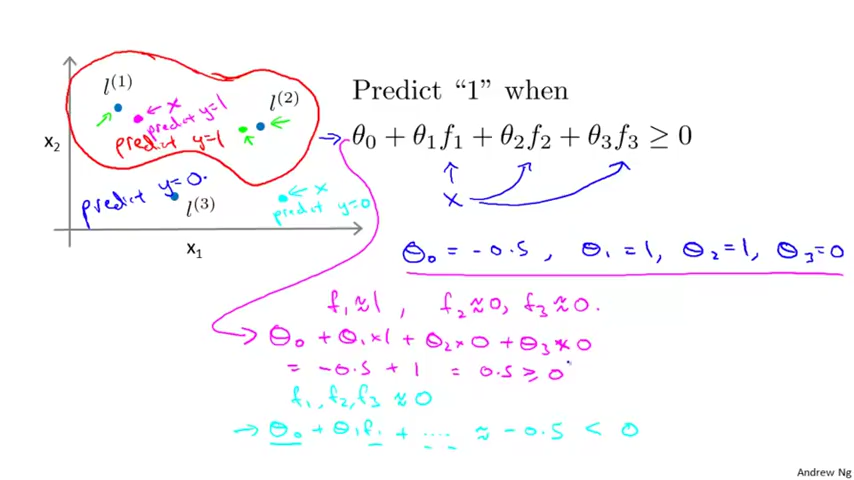 l⁽¹⁾
l⁽²⁾
x
predict y=1
predict y=1
x₂
predict y=0.
l⁽³⁾
x
predict y=0
x₁
Predict “1” when
θ₀ + θ₁f₁ + θ₂f₂ + θ₃f₃ ≥ 0
x
θ₀ = -0.5 , θ₁ = 1, θ₂ = 1, θ₃ = 0
f₁ ≈ 1 , f₂ ≈ 0, f₃ ≈ 0.
→ θ₀ + θ₁×1 + θ₂×0 + θ₃×0
= -0.5 + 1 = 0.5 ≥ 0
f₁, f₂, f₃ ≈ 0
→ θ₀ + θ₁f₁ + .... ≈ -0.5 < 0
Andrew Ng